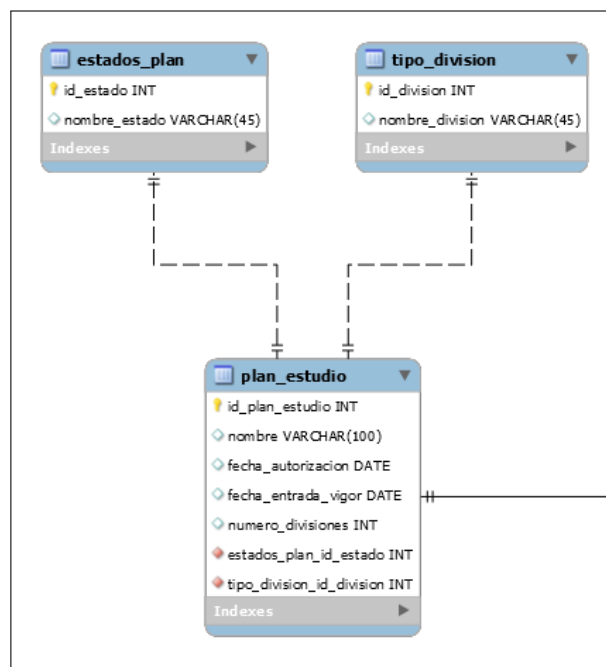 estados_plan
id_estado INT
nombre_estado VARCHAR(45)
Indexes
tipo_division
id_division INT
nombre_division VARCHAR(45)
Indexes
plan_estudio
id_plan_estudio INT
nombre VARCHAR(100)
fecha_autorizacion DATE
fecha_entrada_vigor DATE
numero_divisiones INT
estados_plan_id_estado INT
tipo_division_id_division INT
Indexes